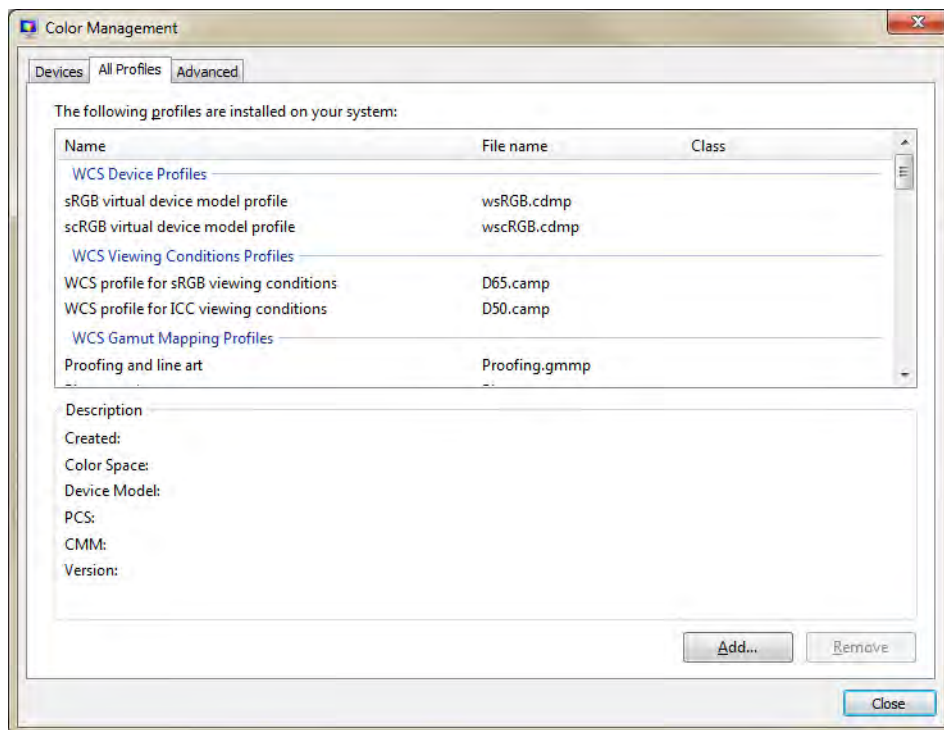 Color Management
Devices All Profiles Advanced
The following profiles are installed on your system:
Name File name Class
WCS Device Profiles
sRGB virtual device model profile wsRGB.cdmp
scRGB virtual device model profile wscRGB.cdmp
WCS Viewing Conditions Profiles
WCS profile for sRGB viewing conditions D65.camp
WCS profile for ICC viewing conditions D50.camp
WCS Gamut Mapping Profiles
Proofing and line art Proofing.gmmp
Description
Created:
Color Space:
Device Model:
PCS:
CMM:
Version:
Add... Remove
Close